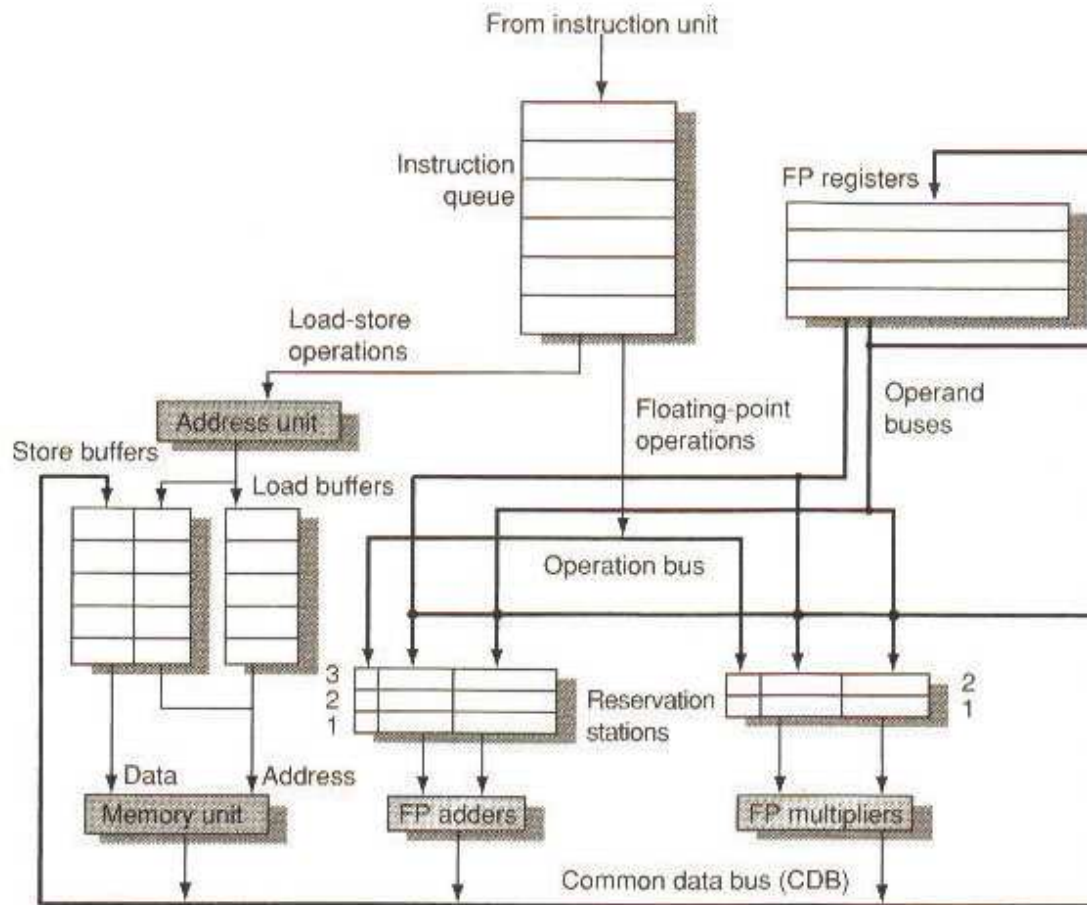 From instruction unit
Instruction
queue
FP registers
Load-store
operations
Address unit
Floating-point
operations
Operand
buses
Store buffers
Load buffers
Operation bus
3
2
1
Reservation
stations
2
1
Data
Address
Memory unit
FP adders
FP multipliers
Common data bus (CDB)